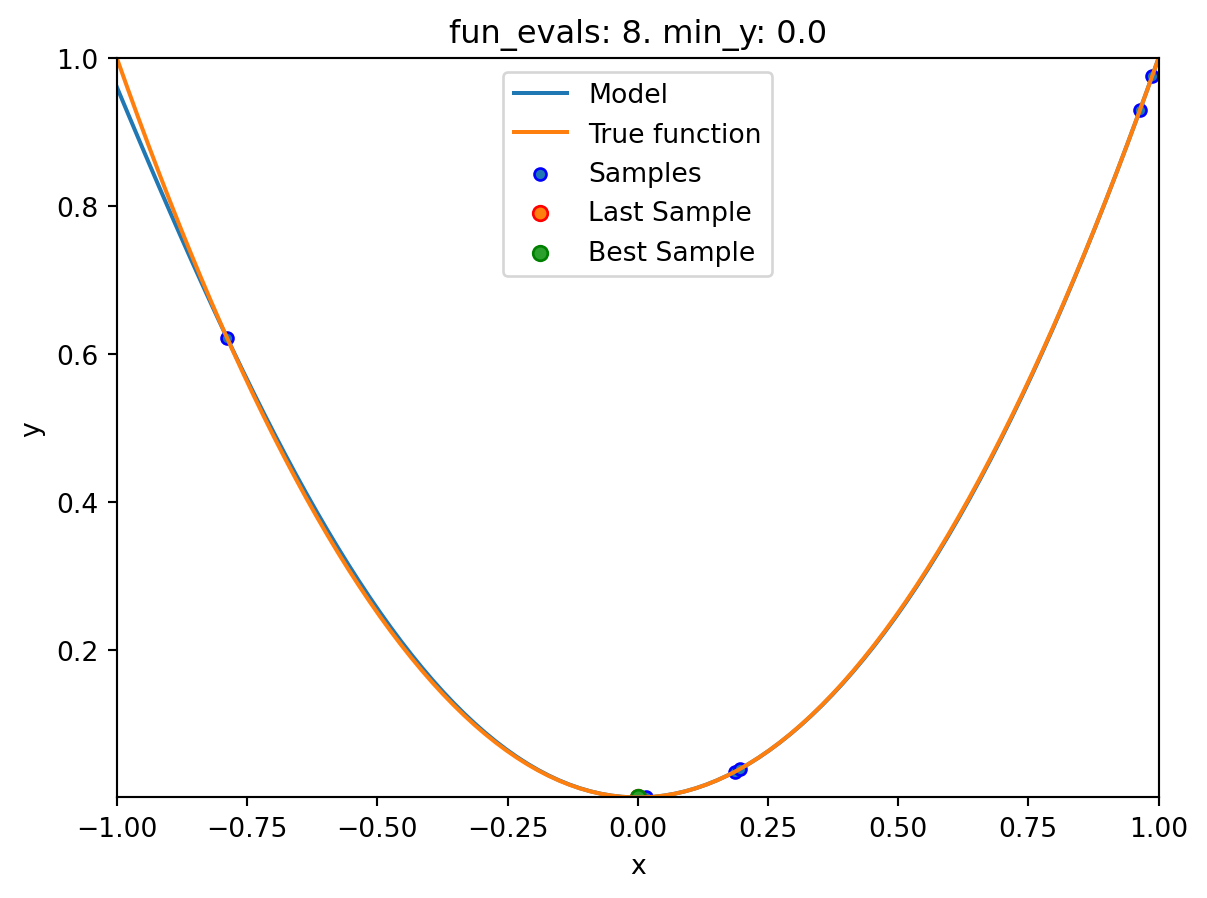 fun_evals: 8. min_y: 0.0
1.0
0.8
0.6
0.4
0.2
y
Model
True function
Samples
Last Sample
Best Sample
−1.00 −0.75 −0.50 −0.25 0.00 0.25 0.50 0.75 1.00
x